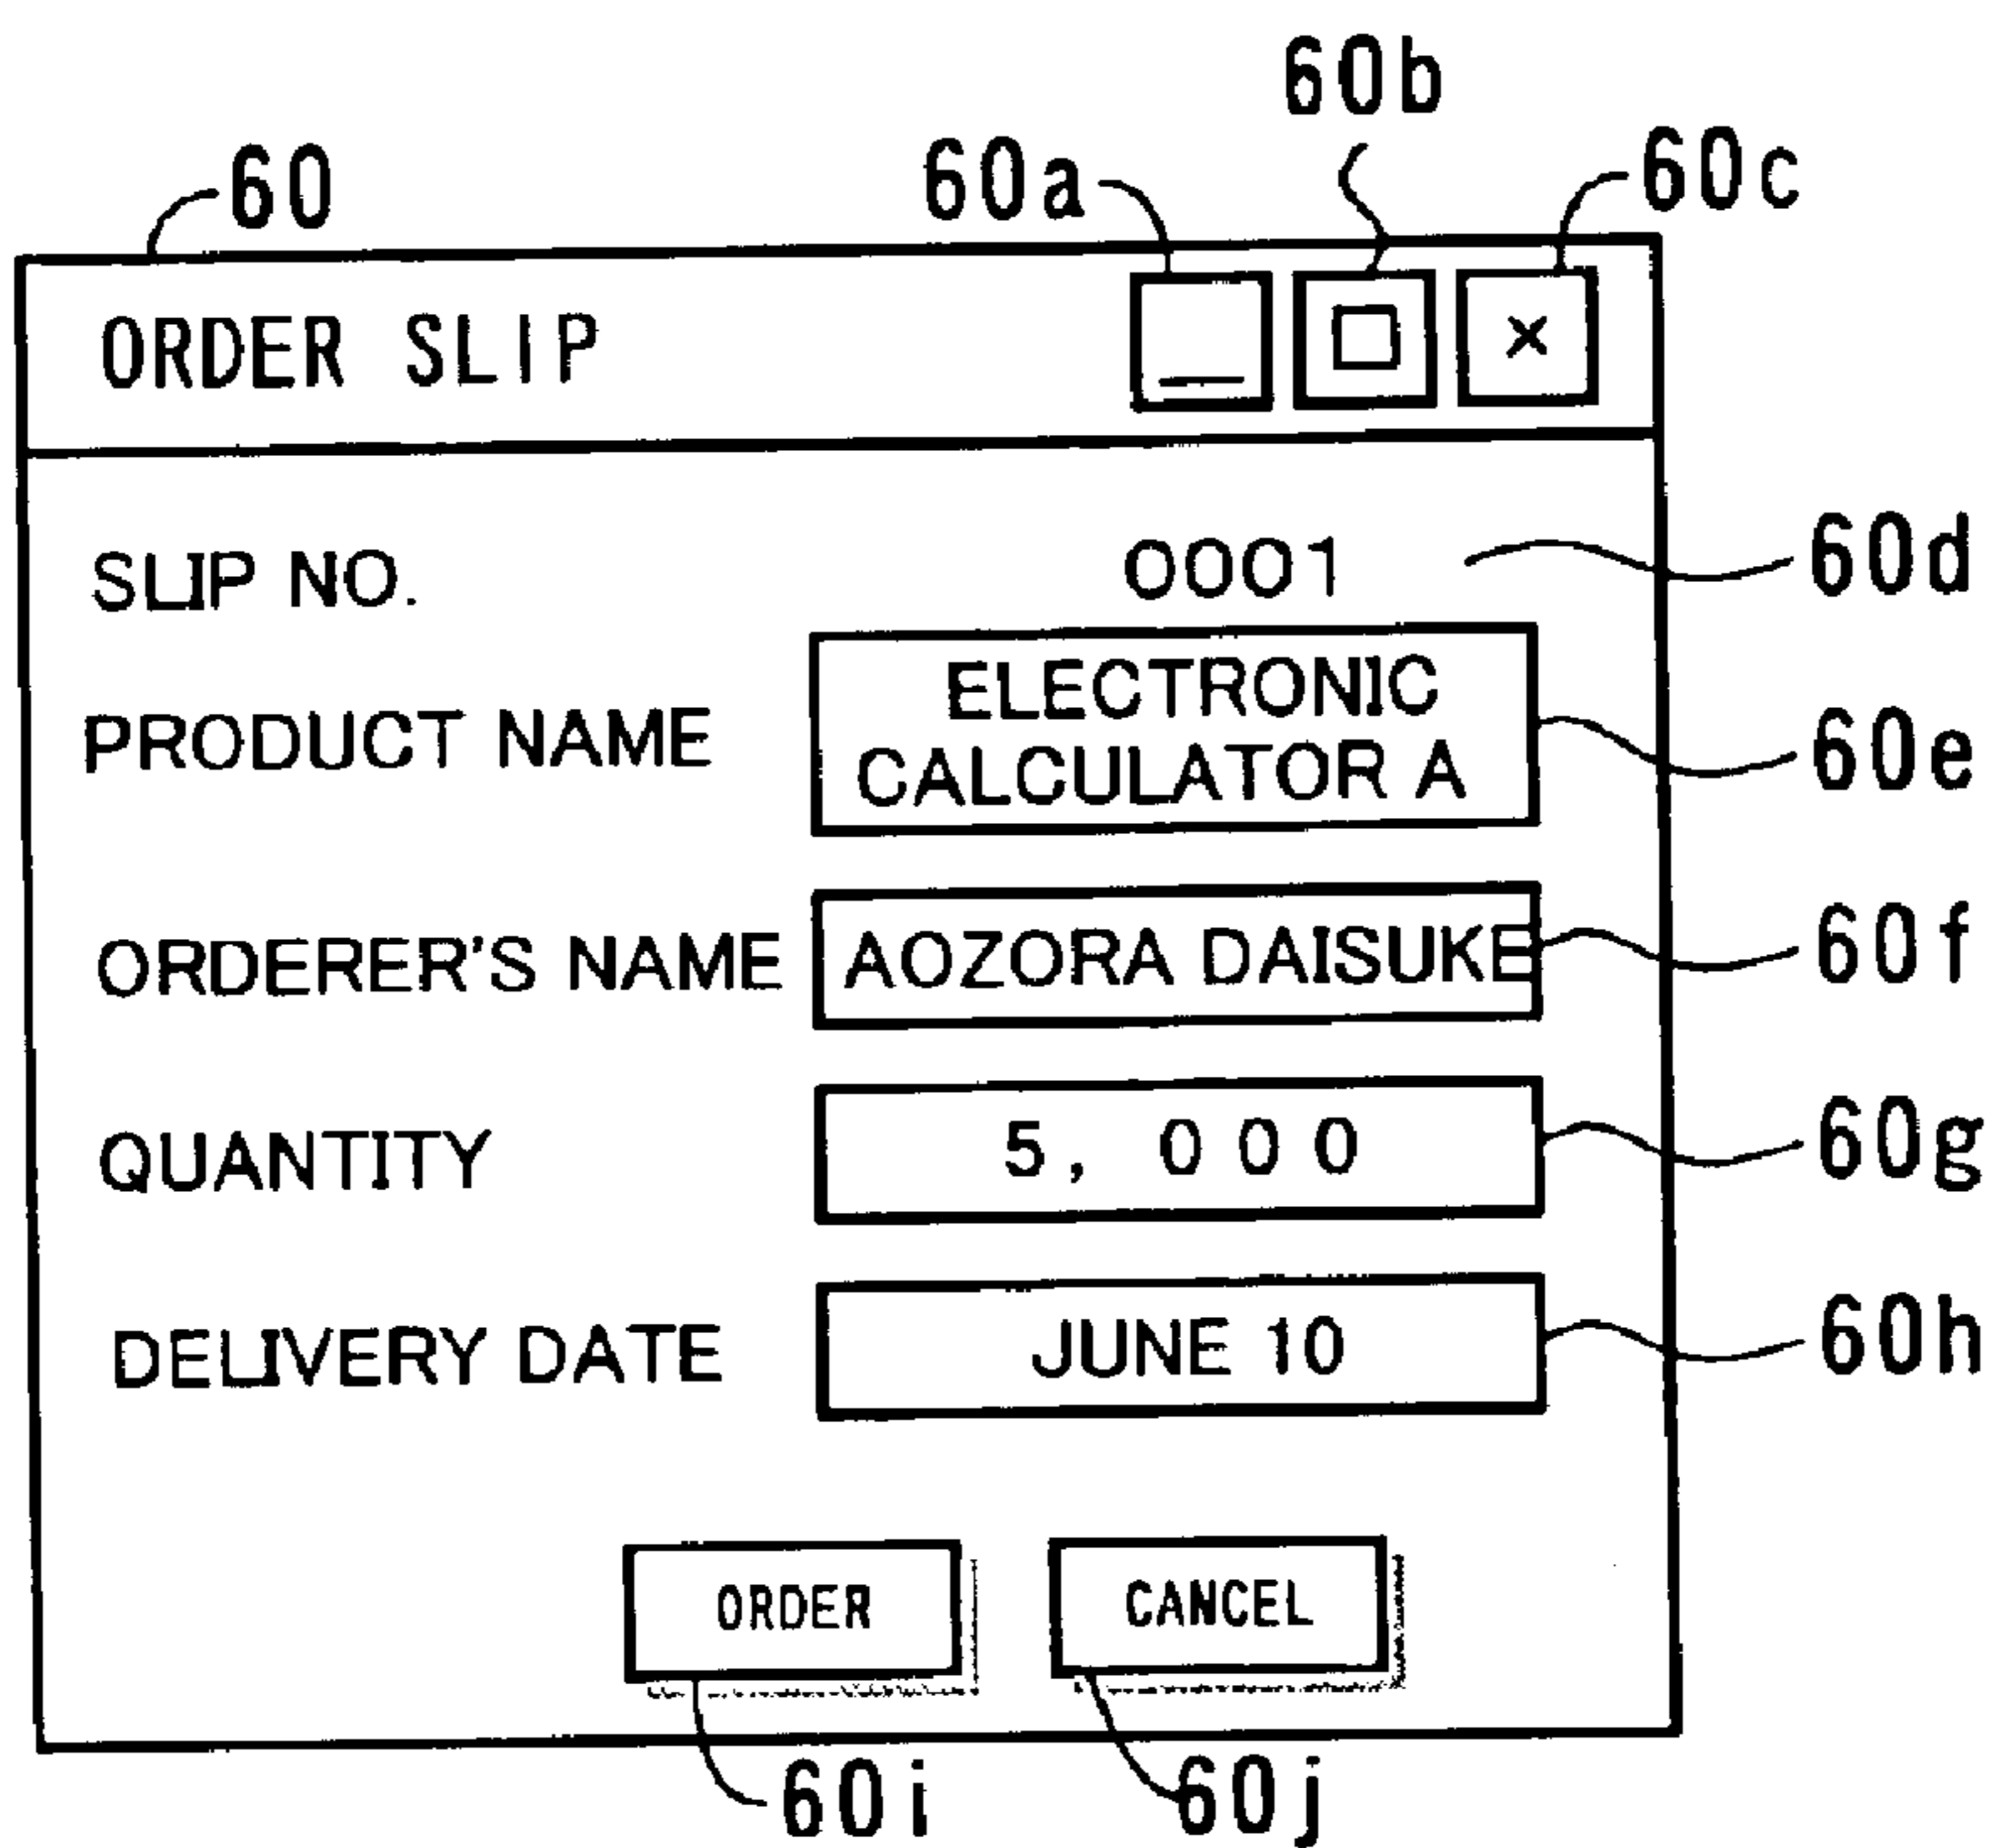 60b
60 60a 60c
ORDER SLIP _ □ ×
SLIP NO. 0001 60d
PRODUCT NAME ELECTRONIC
CALCULATOR A 60e
ORDERER'S NAME AOZORA DAISUKE 60f
QUANTITY 5, 000 60g
DELIVERY DATE JUNE 10 60h
ORDER CANCEL
60i 60j